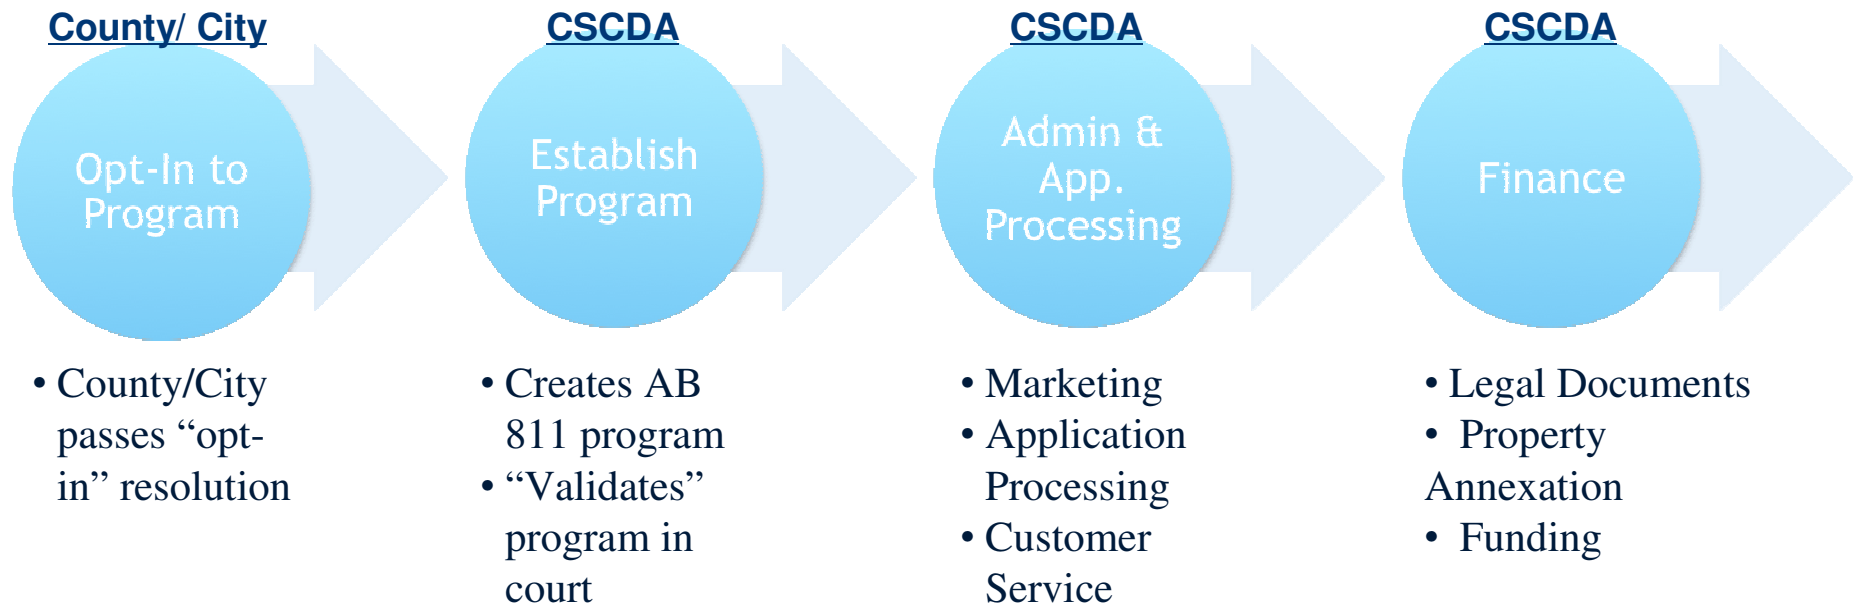 County/ City
Opt-In to
Program
• County/City
passes “opt-
in” resolution
CSCDA
Establish
Program
• Creates AB
811 program
• “Validates”
program in
court
CSCDA
Admin &
App.
Processing
• Marketing
• Application
Processing
• Customer
Service
CSCDA
Finance
• Legal Documents
• Property
Annexation
• Funding